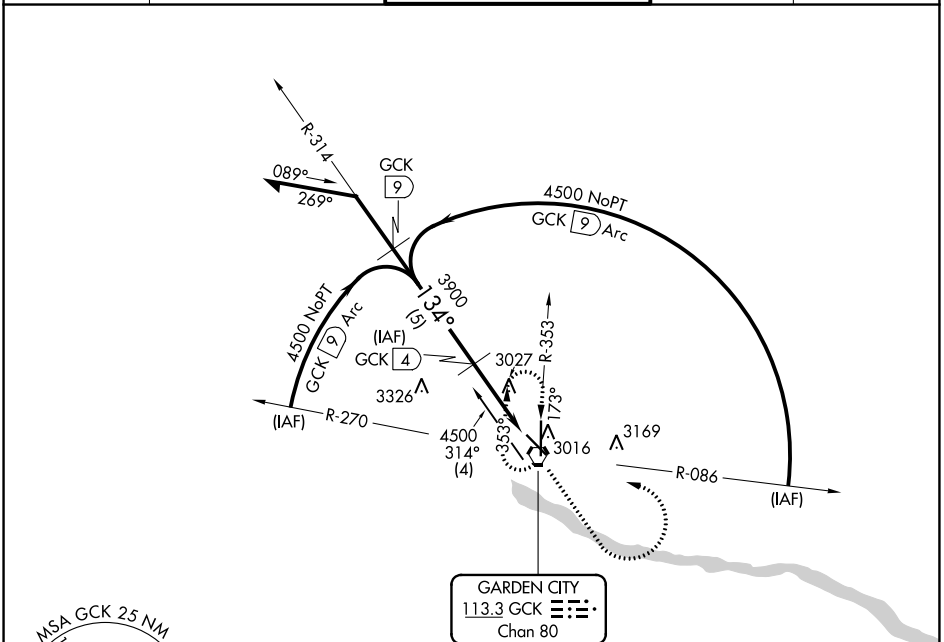 R-314
089°
269°
GCK
9
4500 NoPT
GCK 9 Arc
4500 NoPT
GCK 9 Arc
3900
134°
(5)
(IAF)
GCK 4
3326
3027
R-353
353°
173°
3016
3169
R-270
(IAF)
4500
314°
(4)
R-086
(IAF)
GARDEN CITY
113.3 GCK
Chan 80
MSA GCK 25 NM